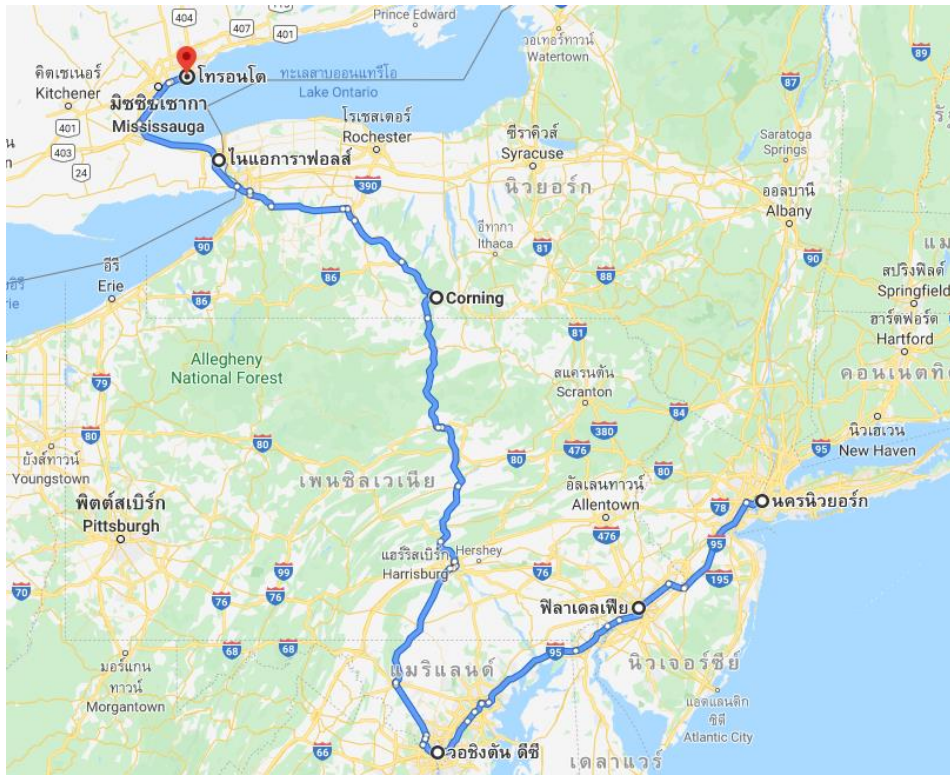 404
407
401
Prince Edward
วอเทอร์ทาวน์
Watertown
89
87
คิตเชเนอร์
Kitchener
โทรอนโต
ทะเลสาบออนแทรีโอ
Lake Ontario
มิซซิซเซากา
Mississauga
401
403
24
โรเชสเตอร์
Rochester
ซีราคิวส์
Syracuse
Saratoga
Springs
ไนแอการาฟอลส์
390
นิวยอร์ก
ออลบานี
Albany
90
90
อีทากา
Ithaca
81
88
86
86
อีรี
Erie
สปริงฟิลด์
Springfield
ฮาร์ตฟอร์ด
Hartford
Corning
81
Allegheny
National Forest
79
สแครนตัน
Scranton
84
คอนเนตทิ
80
80
380
476
80
80
นิวเฮเวน
New Haven
95
ยังส์ทาวน์
Youngstown
เพนซิลเวเนีย
อัลเลนทาวน์
Allentown
78
นครนิวยอร์ก
พิตต์สเบิร์ก
Pittsburgh
476
95
แฮร์ริสเบิร์ก
Harrisburg
Hershey
99
76
195
70
76
76
ฟิลาเดลเฟีย
68
68
95
แมริแลนด์
นิวเจอร์ซีย์
มอร์แกน
ทาวน์
Morgantown
แอตแลนติก
ซิตี
Atlantic City
66
วอชิงตัน ดีซี
เดลาแวร์